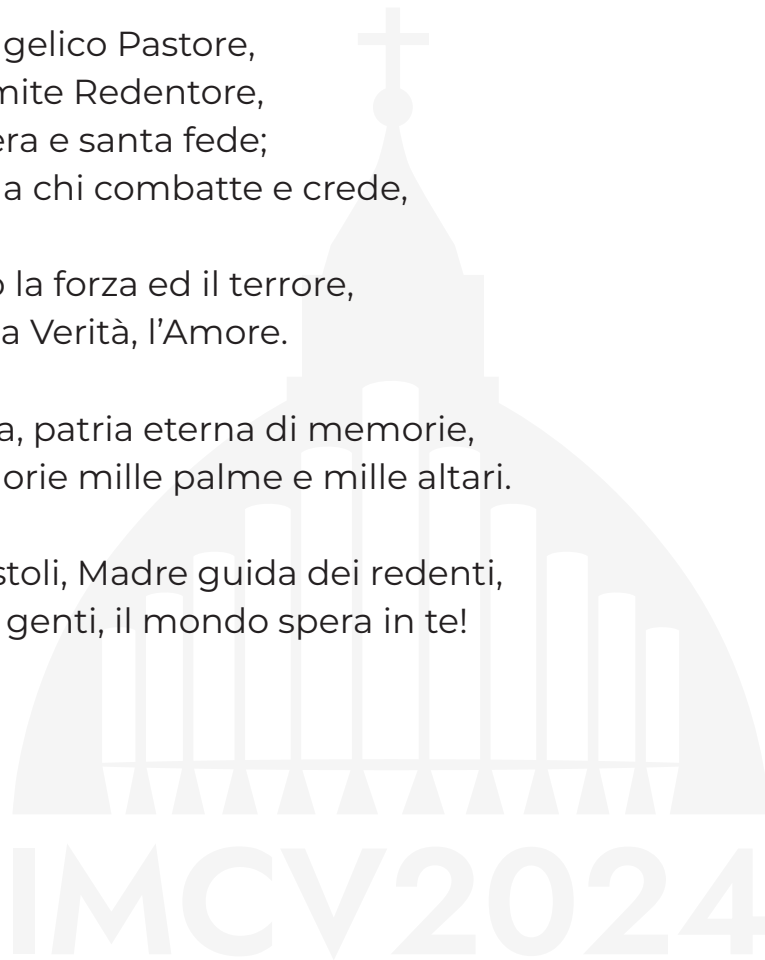 gelico Pastore,
mite Redentore,
era e santa fede;
a chi combatte e crede,
o la forza ed il terrore,
a Verità, l’Amore.
a, patria eterna di memorie,
orie mille palme e mille altari.
stoli, Madre guida dei redenti,
genti, il mondo spera in te!
IMCV2024